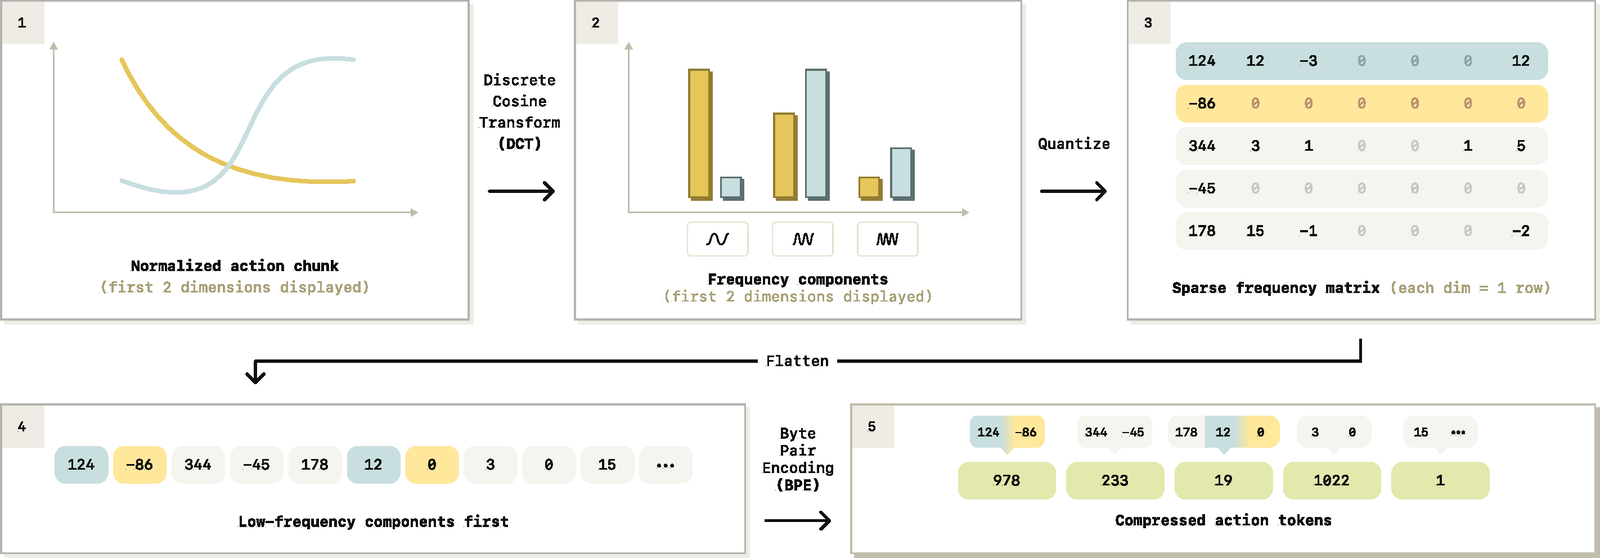 1
Normalized action chunk
(first 2 dimensions displayed)
Discrete
Cosine
Transform
(DCT)
2
Frequency components
(first 2 dimensions displayed)
Quantize
3
124 12 −3 0 0 0 12
−86 0 0 0 0 0 0
344 3 1 0 0 1 5
−45 0 0 0 0 0 0
178 15 −1 0 0 0 −2
Sparse frequency matrix (each dim = 1 row)
Flatten
4
124 −86 344 −45 178 12 0 3 0 15 •••
Low−frequency components first
Byte
Pair
Encoding
(BPE)
5
124 −86 344 −45 178 12 0 3 0 15 •••
978 233 19 1022 1
Compressed action tokens